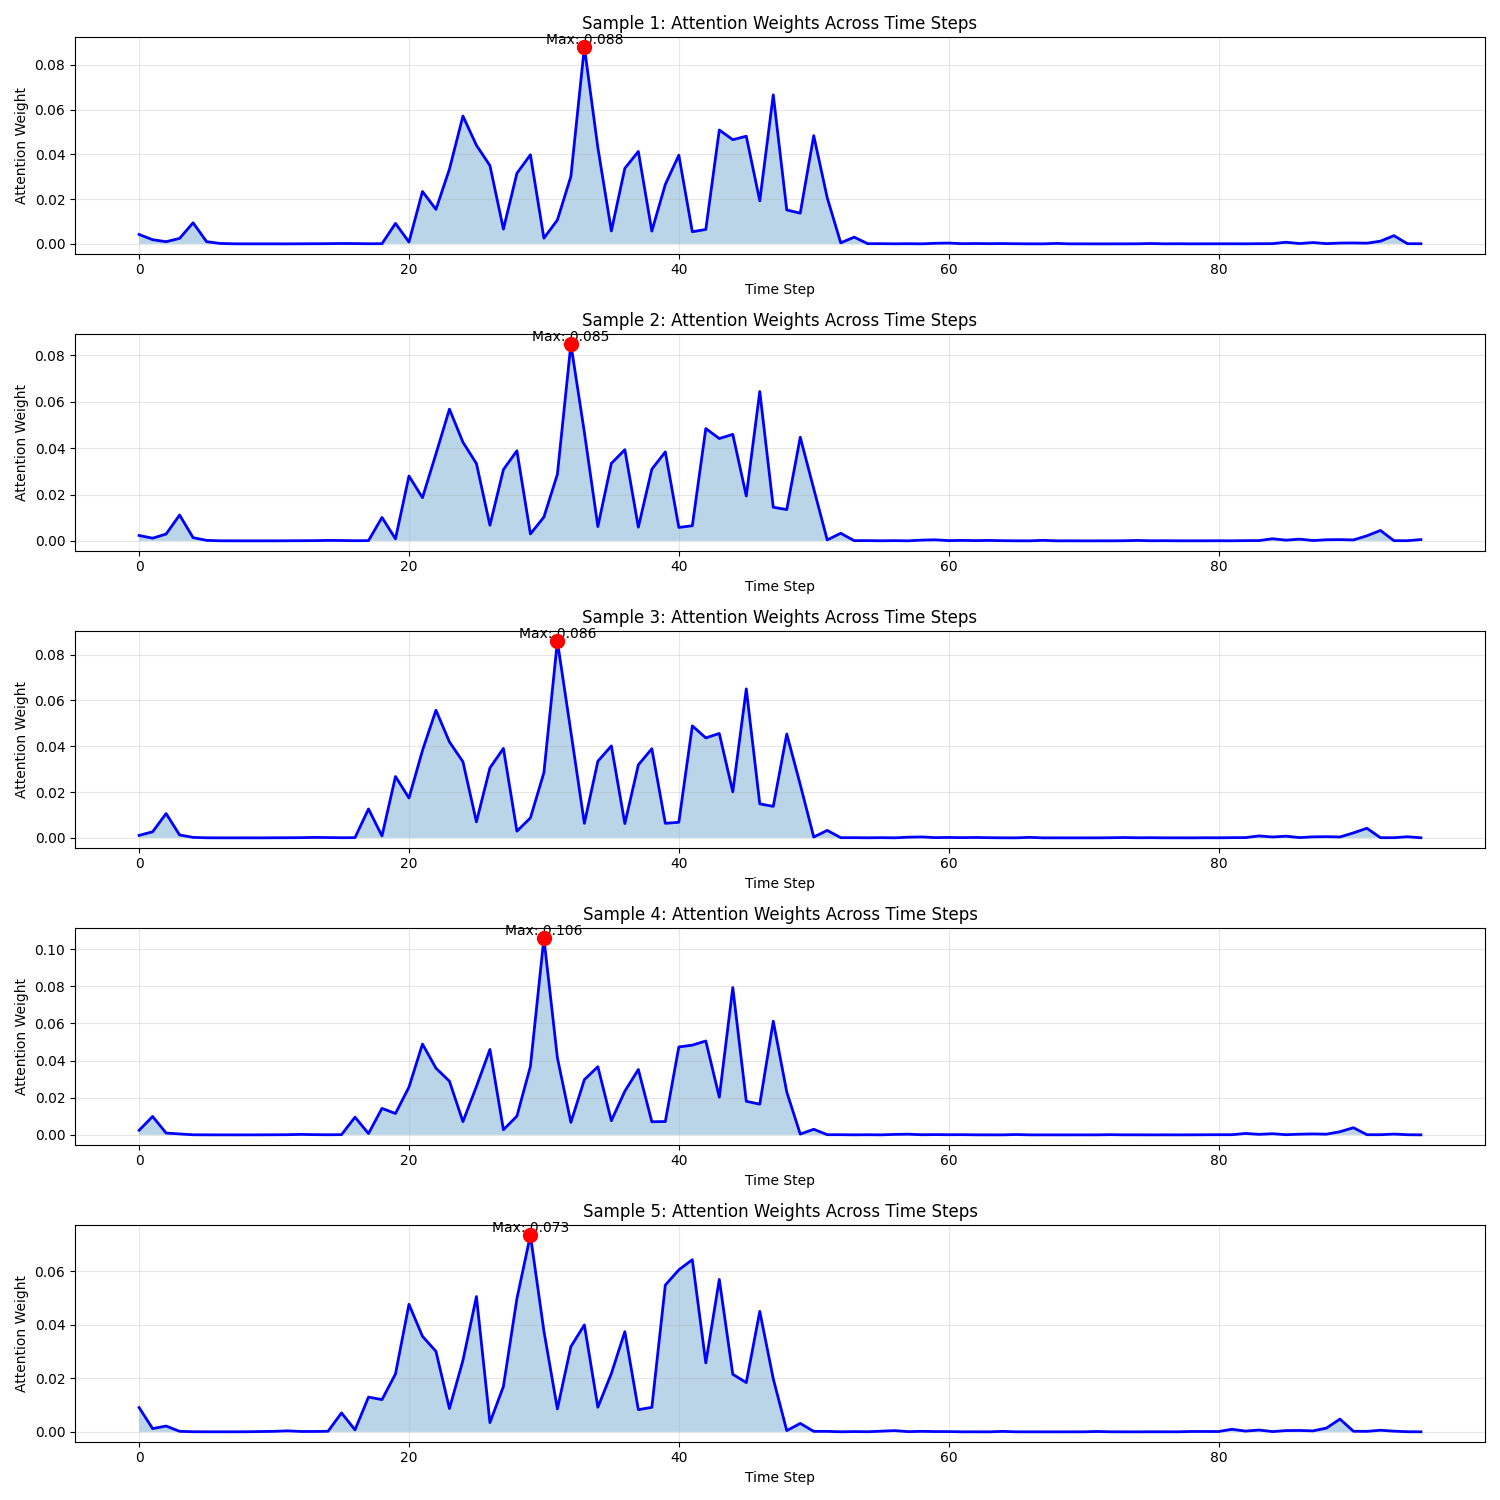 Sample 1: Attention Weights Across Time Steps
Max: 0.088
Attention Weight
0.08
0.06
0.04
0.02
0.00
0 20 40 60 80
Time Step
Sample 2: Attention Weights Across Time Steps
Max: 0.085
Attention Weight
0.08
0.06
0.04
0.02
0.00
0 20 40 60 80
Time Step
Sample 3: Attention Weights Across Time Steps
Max: 0.086
Attention Weight
0.08
0.06
0.04
0.02
0.00
0 20 40 60 80
Time Step
Sample 4: Attention Weights Across Time Steps
Max: 0.106
Attention Weight
0.10
0.08
0.06
0.04
0.02
0.00
0 20 40 60 80
Time Step
Sample 5: Attention Weights Across Time Steps
Max: 0.073
Attention Weight
0.06
0.04
0.02
0.00
0 20 40 60 80
Time Step